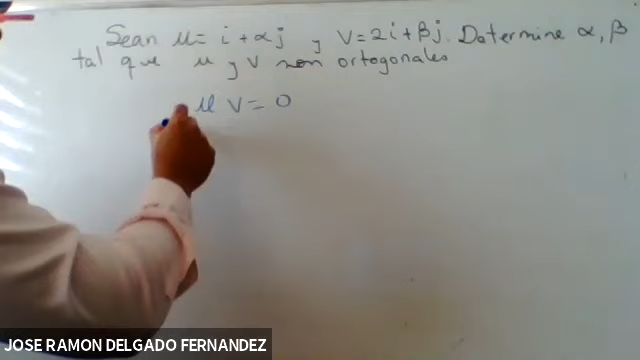 Sean u = i + αj y v = 2i + βj. Determine α, β
tal que u y v son ortogonales
u v = 0
JOSE RAMON DELGADO FERNANDEZ